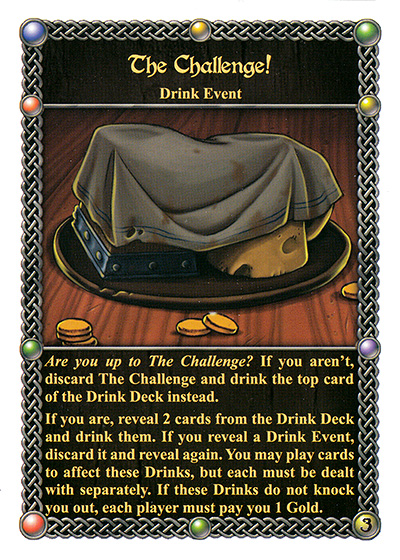 The Challenge!
Drink Event
Are you up to The Challenge? If you aren't,
discard The Challenge and drink the top card
of the Drink Deck instead.
If you are, reveal 2 cards from the Drink Deck
and drink them. If you reveal a Drink Event,
discard it and reveal again. You may play cards
to affect these Drinks, but each must be dealt
with separately. If these Drinks do not knock
you out, each player must pay you 1 Gold.
3